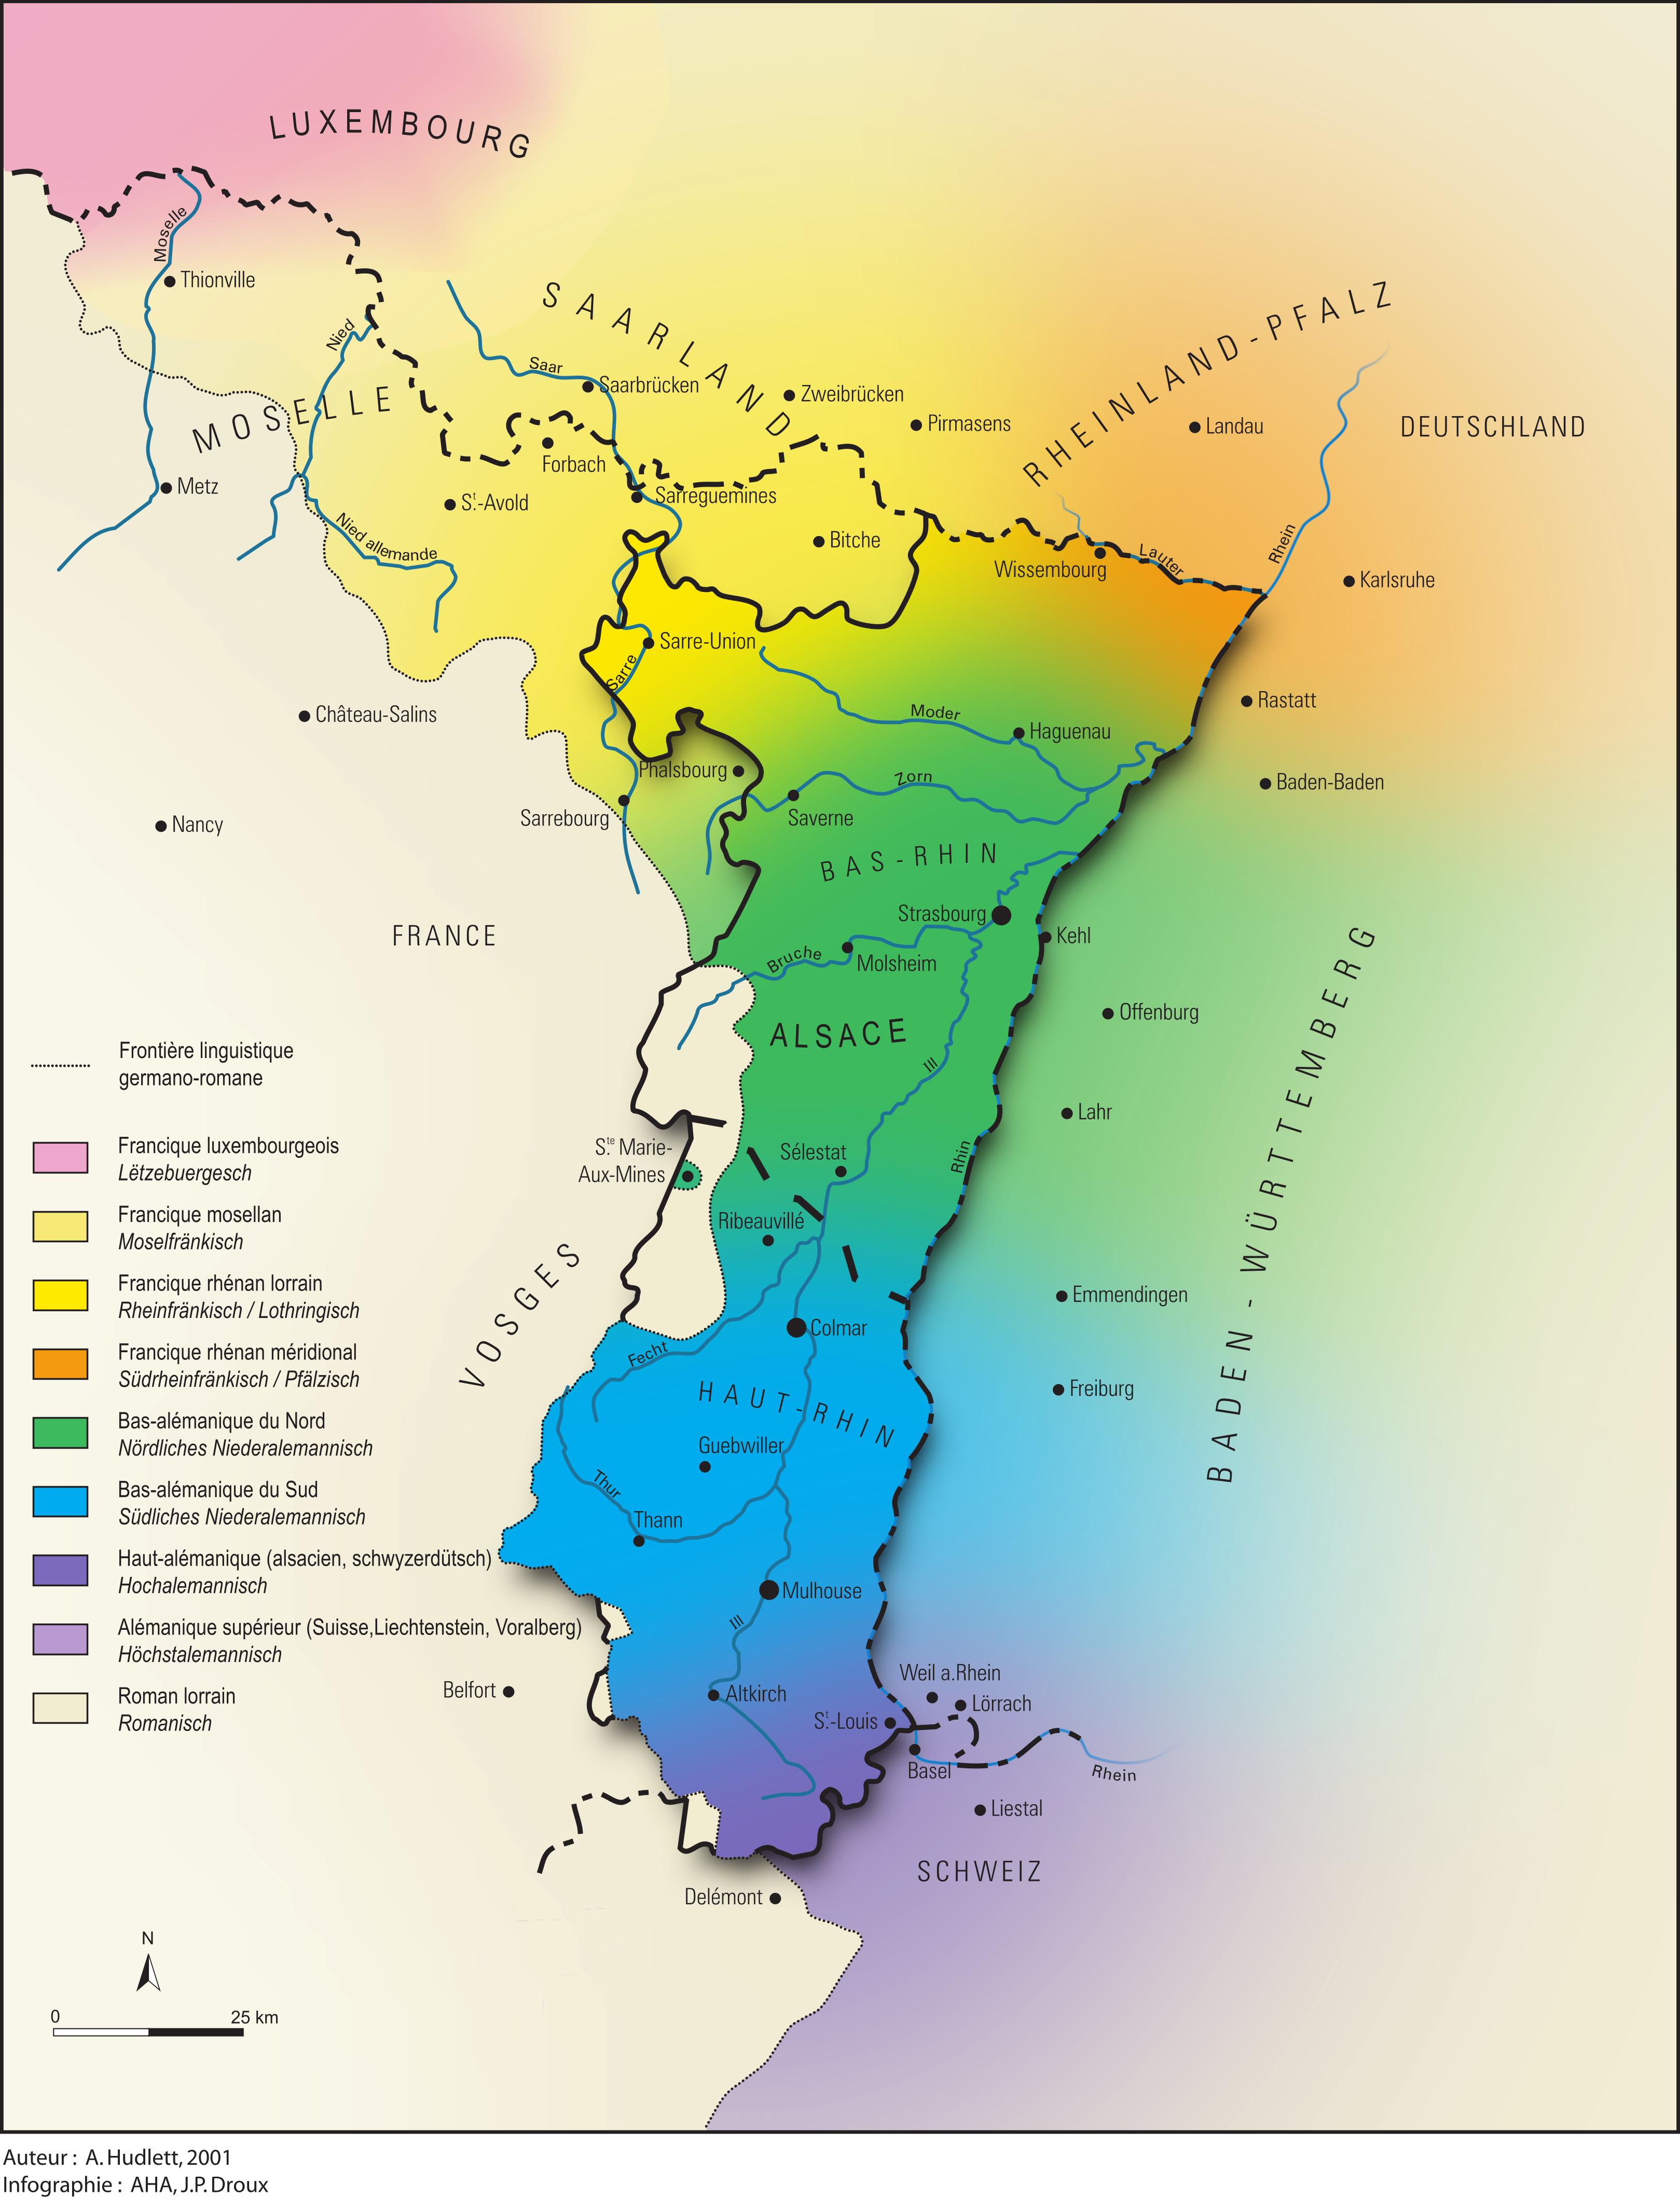 LUXEMBOURG
Moselle
Thionville
SAARLAND
RHEINLAND-PFALZ
Nied
Saar
Saarbrücken
Zweibrücken
MOSELLE
Pirmasens
Landau
DEUTSCHLAND
Forbach
Metz
St.-Avold
Sarreguemines
Nied allemande
Bitche
Rhein
Lauter
Wissembourg
Karlsruhe
Sarre-Union
Sarre
Rastatt
Château-Salins
Moder
Haguenau
Phalsbourg
Zorn
Baden-Baden
Sarrebourg
Saverne
Nancy
BAS-RHIN
Strasbourg
FRANCE
Kehl
Bruche
Molsheim
Offenburg
ALSACE
Ill
Lahr
Ste. Marie-
Aux-Mines
Sélestat
Rhin
Ribeauvillé
BADEN-WÜRTTEMBERG
VOSGES
Emmendingen
Colmar
Fecht
HAUT-RHIN
Freiburg
Guebwiller
Thur
Thann
Mulhouse
Ill
Belfort
Altkirch
Weil a.Rhein
Lörrach
St.-Louis
Basel
Rhein
Liestal
SCHWEIZ
Delémont
Frontière linguistique
germano-romane
Francique luxembourgeois
Lëtzebuergesch
Francique mosellan
Moselfränkisch
Francique rhénan lorrain
Rheinfränkisch / Lothringisch
Francique rhénan méridional
Südrheinfränkisch / Pfälzisch
Bas-alémanique du Nord
Nördliches Niederalemannisch
Bas-alémanique du Sud
Südliches Niederalemannisch
Haut-alémanique (alsacien, schwyzerdütsch)
Hochalemannisch
Alémanique supérieur (Suisse,Liechtenstein, Voralberg)
Höchstalemannisch
Roman lorrain
Romanisch
N
0 25 km
Auteur : A. Hudlett, 2001
Infographie : AHA, J.P. Droux